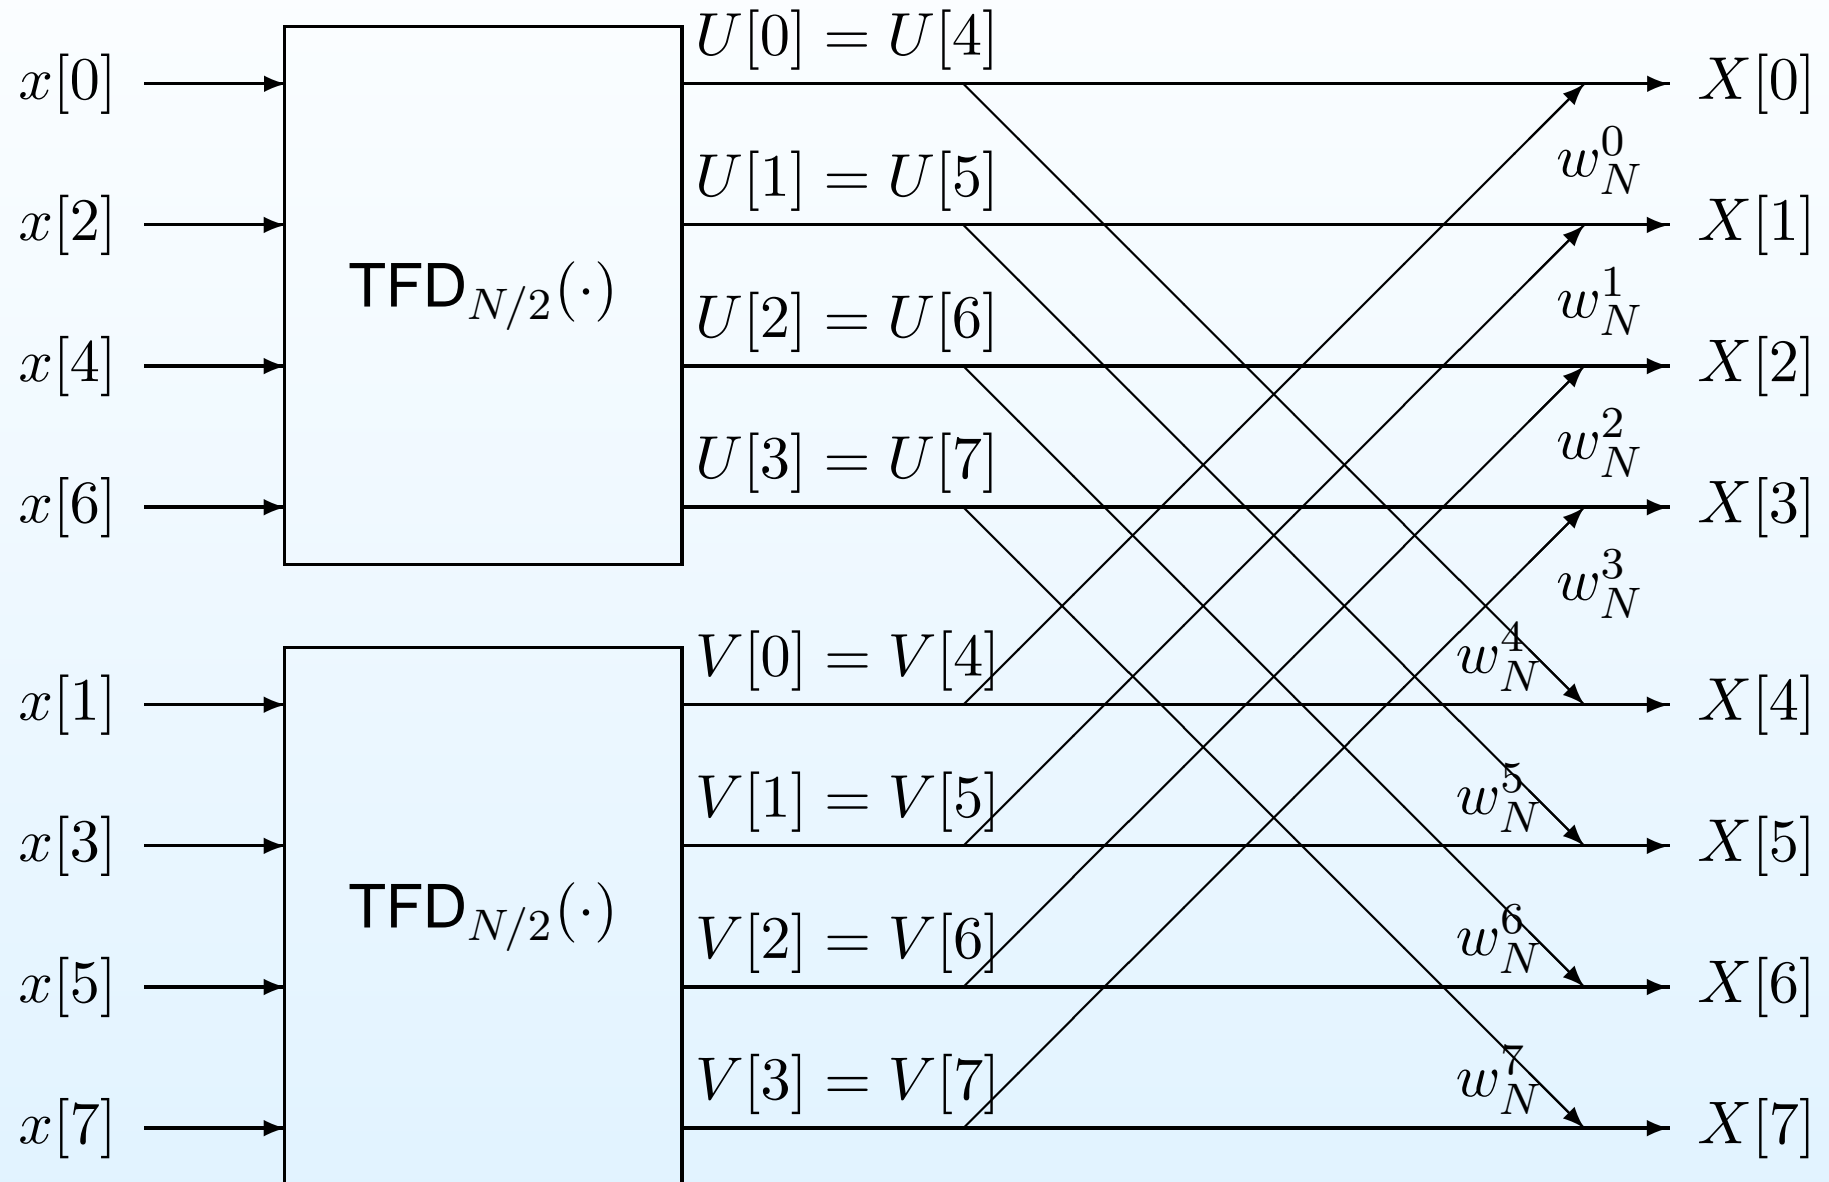 U[0] = U[4]
x[0] X[0]
w_N^0
U[1] = U[5]
x[2] X[1]
TFD_{N/2}(·)
w_N^1
U[2] = U[6]
x[4] X[2]
w_N^2
U[3] = U[7]
x[6] X[3]
w_N^3
V[0] = V[4] w_N^4
x[1] X[4]
V[1] = V[5] w_N^5
x[3] X[5]
TFD_{N/2}(·)
V[2] = V[6] w_N^6
x[5] X[6]
V[3] = V[7] w_N^7
x[7] X[7]